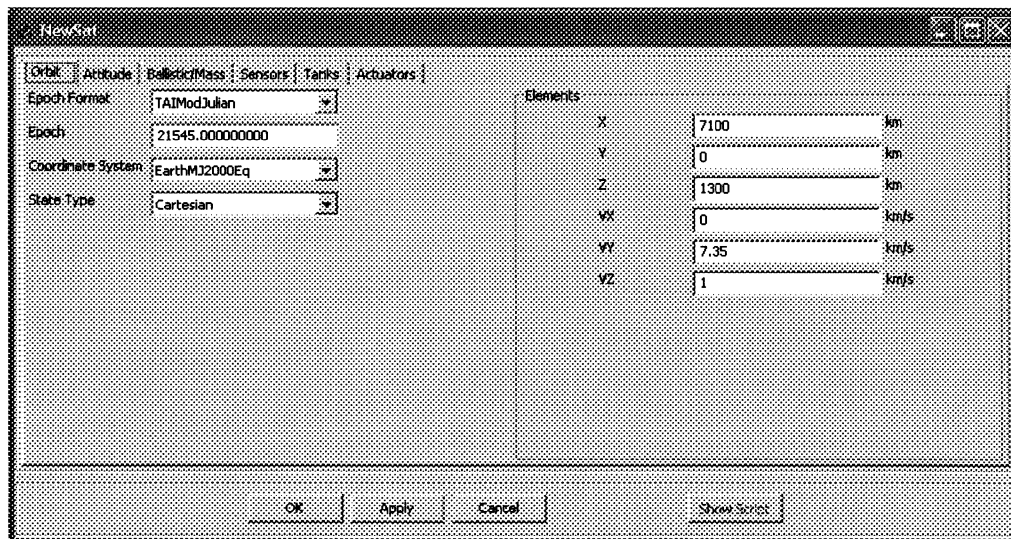 NewSat
Orbit Attitude Ballistic/Mass Sensors Tanks Actuators
Epoch Format TAIModJulian
Epoch 21545.000000000
Coordinate System EarthMJ2000Eq
State Type Cartesian
Elements
X 7100 km
Y 0 km
Z 1300 km
VX 0 km/s
VY 7.35 km/s
VZ 1 km/s
OK Apply Cancel Show Script